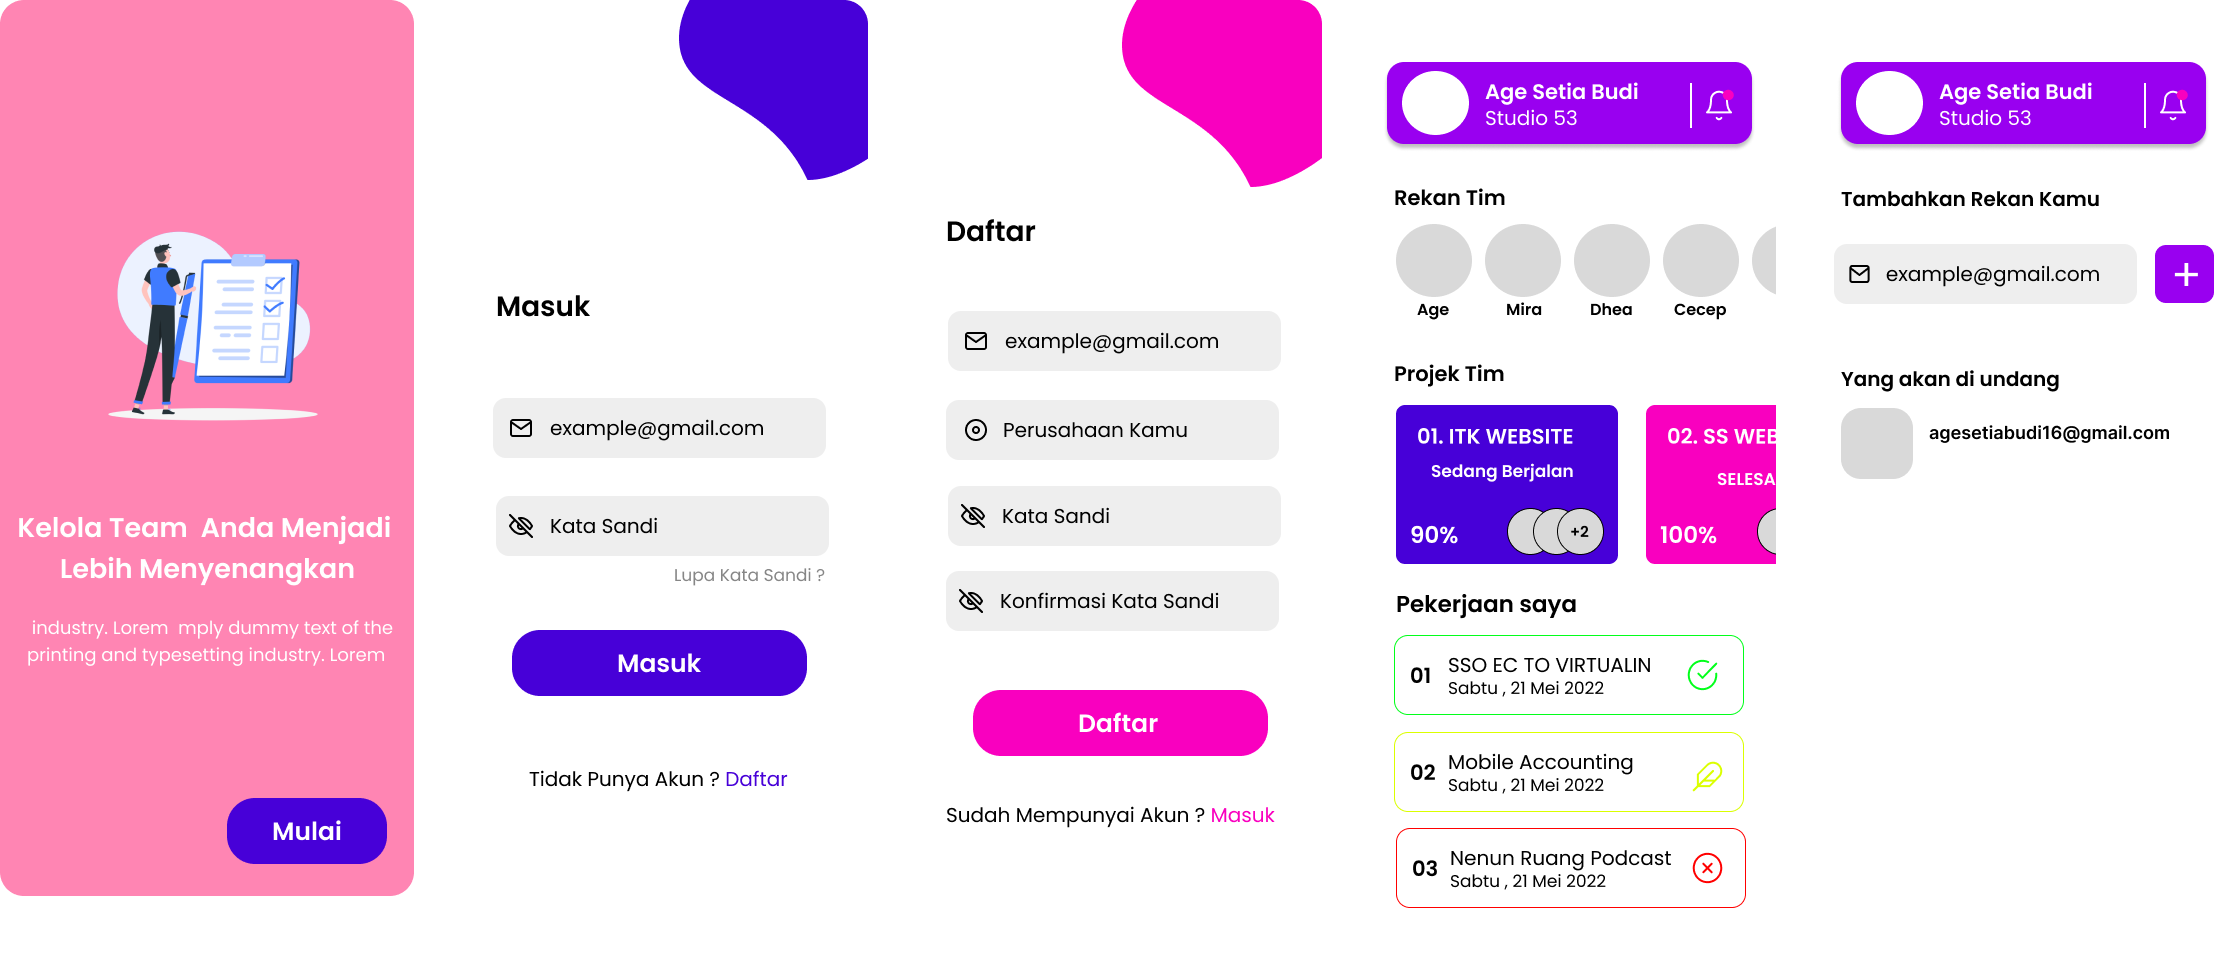 Kelola Team  Anda Menjadi
Lebih Menyenangkan
industry. Lorem  mply dummy text of the
printing and typesetting industry. Lorem
Mulai
Masuk
example@gmail.com
Kata Sandi
Lupa Kata Sandi ?
Masuk
Tidak Punya Akun ? Daftar
Daftar
example@gmail.com
Perusahaan Kamu
Kata Sandi
Konfirmasi Kata Sandi
Daftar
Sudah Mempunyai Akun ? Masuk
Age Setia Budi
Studio 53
Rekan Tim
Age
Mira
Dhea
Cecep
Projek Tim
01. ITK WEBSITE
Sedang Berjalan
90%
+2
02. SS WEB
SELESA
100%
Pekerjaan saya
01
SSO EC TO VIRTUALIN
Sabtu , 21 Mei 2022
02
Mobile Accounting
Sabtu , 21 Mei 2022
03
Nenun Ruang Podcast
Sabtu , 21 Mei 2022
Age Setia Budi
Studio 53
Tambahkan Rekan Kamu
example@gmail.com
Yang akan di undang
agesetiabudi16@gmail.com